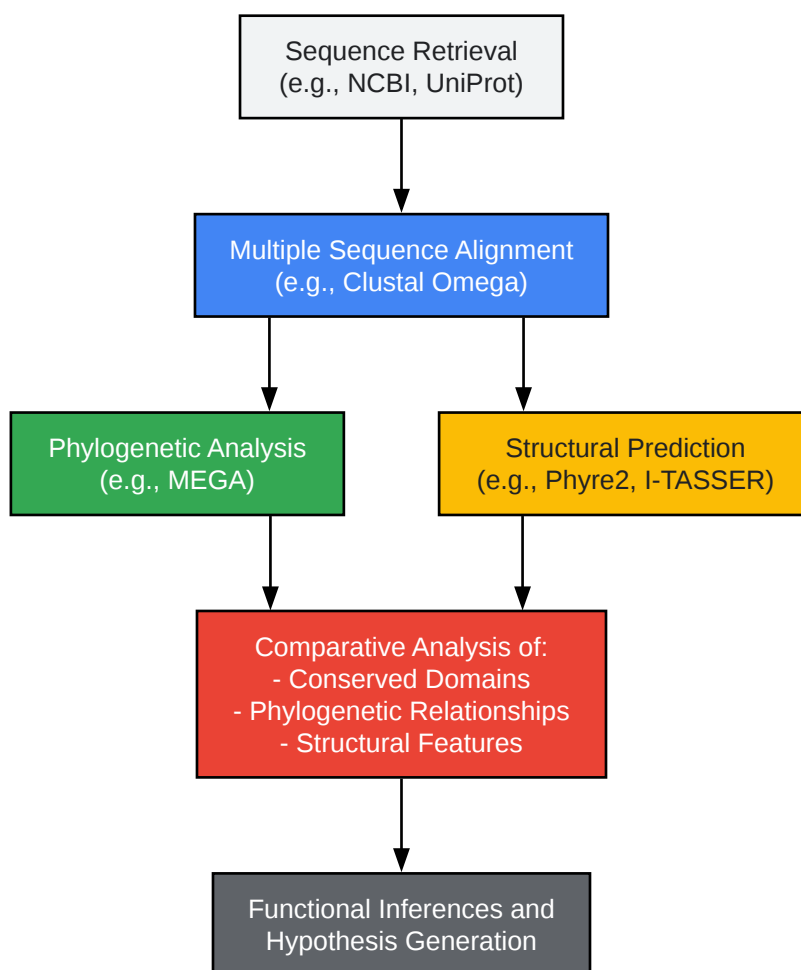 Sequence Retrieval
(e.g., NCBI, UniProt)
Multiple Sequence Alignment
(e.g., Clustal Omega)
Phylogenetic Analysis
(e.g., MEGA)
Structural Prediction
(e.g., Phyre2, I-TASSER)
Comparative Analysis of:
- Conserved Domains
- Phylogenetic Relationships
- Structural Features
Functional Inferences and
Hypothesis Generation